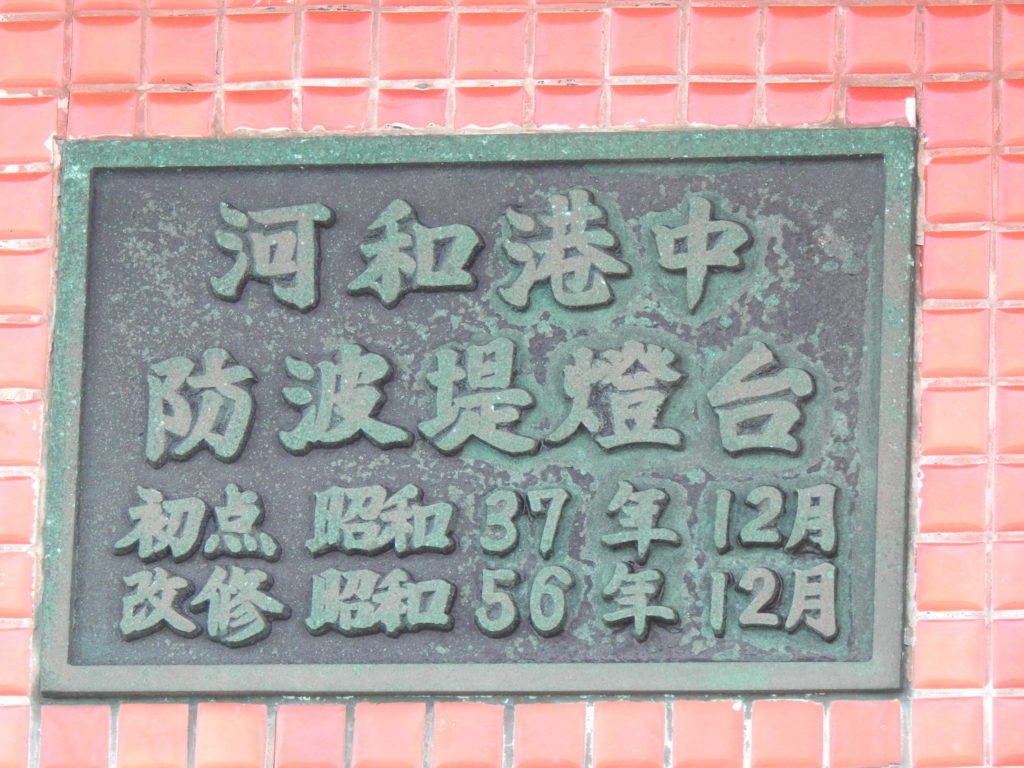 河和港中
防波堤燈台
初点 昭和 37 年 12月
改修 昭和 56 年 12月